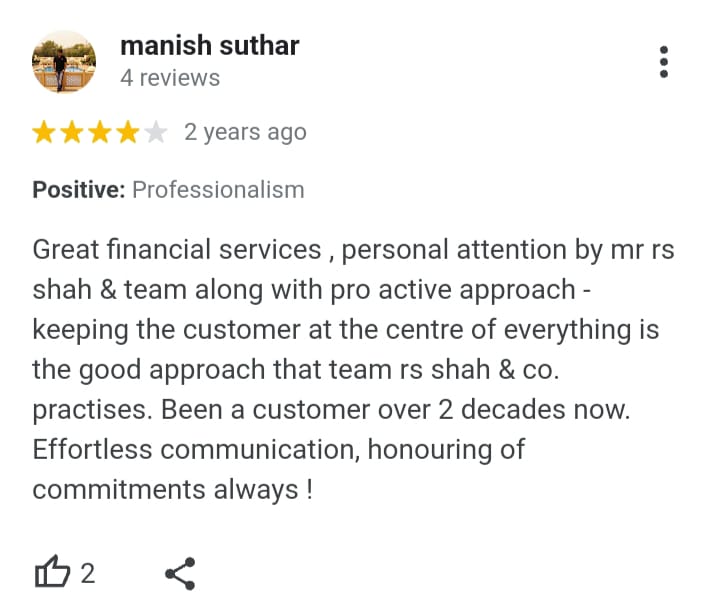 manish suthar
4 reviews
2 years ago
Positive: Professionalism
Great financial services , personal attention by mr rs
shah & team along with pro active approach -
keeping the customer at the centre of everything is
the good approach that team rs shah & co.
practises. Been a customer over 2 decades now.
Effortless communication, honouring of
commitments always !
2